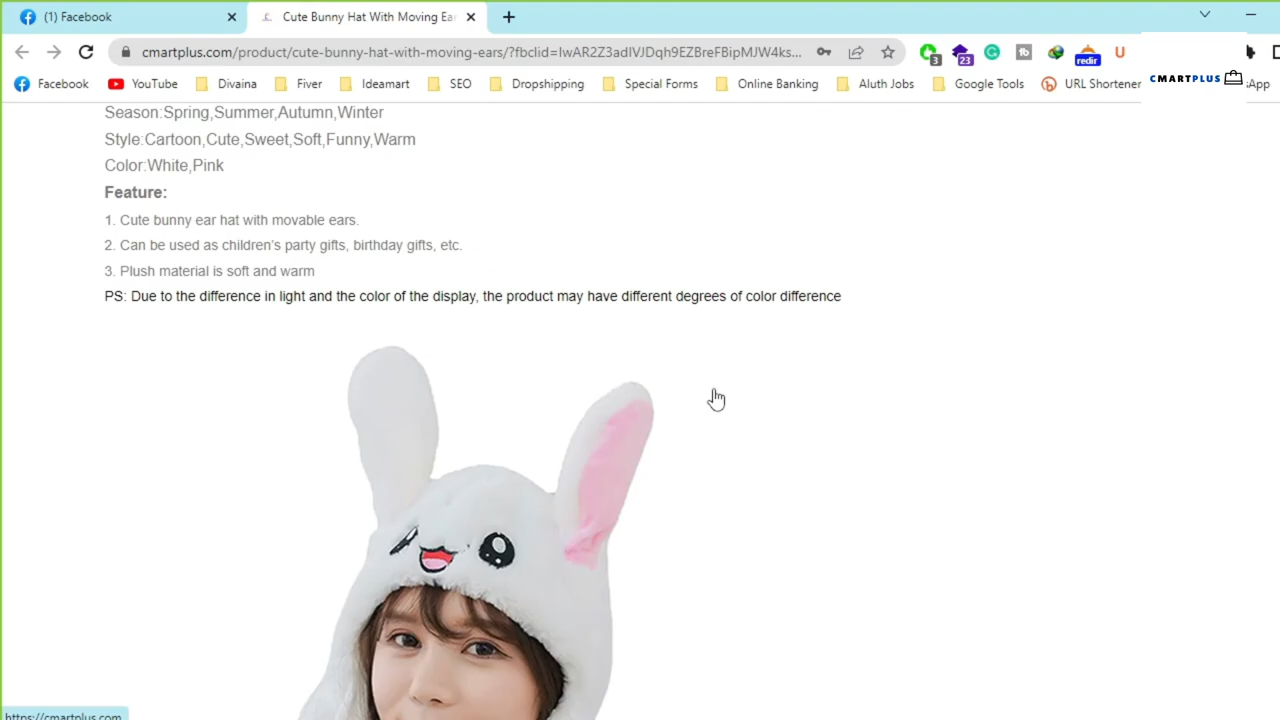 (1) Facebook
Cute Bunny Hat With Moving Ear
cmartplus.com/product/cute-bunny-hat-with-moving-ears/?fbclid=IwAR2Z3adIVJDqh9EZBreFBipMJW4ks...
3
23
redir
U
Facebook
YouTube
Divaina
Fiver
Ideamart
SEO
Dropshipping
Special Forms
Online Banking
Aluth Jobs
Google Tools
URL Shortener
CMARTPLUS
App
Season:Spring,Summer,Autumn,Winter
Style:Cartoon,Cute,Sweet,Soft,Funny,Warm
Color:White,Pink
Feature:
1. Cute bunny ear hat with movable ears.
2. Can be used as children's party gifts, birthday gifts, etc.
3. Plush material is soft and warm
PS: Due to the difference in light and the color of the display, the product may have different degrees of color difference
https://cmartplus.com